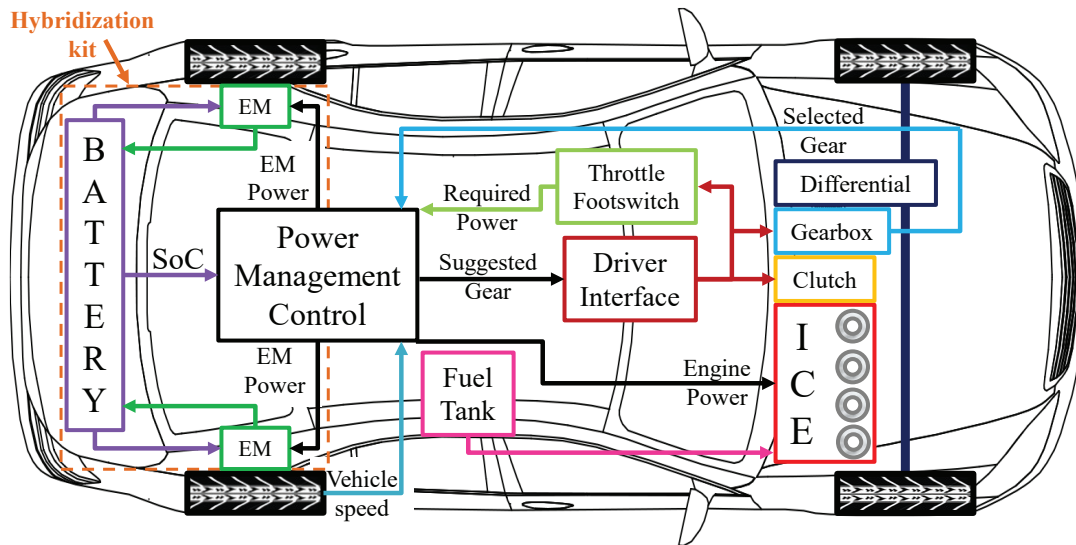 Hybridization
kit
EM
EM
Power
B
A
T
T
E
R
Y
SoC
Power
Management
Control
EM
Power
EM
Vehicle
speed
Required
Power
Suggested
Gear
Throttle
Footswitch
Driver
Interface
Fuel
Tank
Selected
Gear
Differential
Gearbox
Clutch
Engine
Power
I
C
E